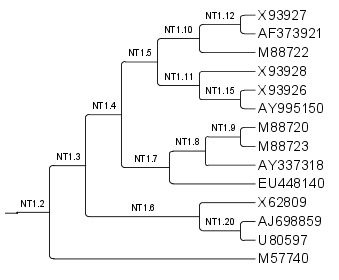 NT1.12 X93927
AF373921
NT1.10
NT1.5 M88722
X93928
NT1.11
NT1.15 X93926
NT1.4 AY995150
NT1.9 M88720
NT1.8 M88723
NT1.7 AY337318
NT1.3 EU448140
NT1.2 NT1.6 X62809
NT1.20 AJ698859
U80597
M57740